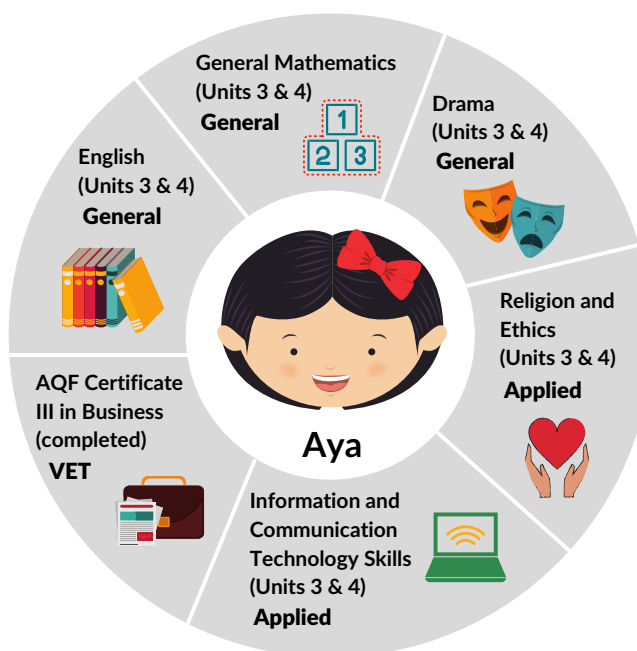 General Mathematics
(Units 3 & 4)
General
1
2 3
Drama
(Units 3 & 4)
General
English
(Units 3 & 4)
General
Religion and
Ethics
(Units 3 & 4)
Applied
AQF Certificate
III in Business
(completed)
VET
Aya
Information and
Communication
Technology Skills
(Units 3 & 4)
Applied